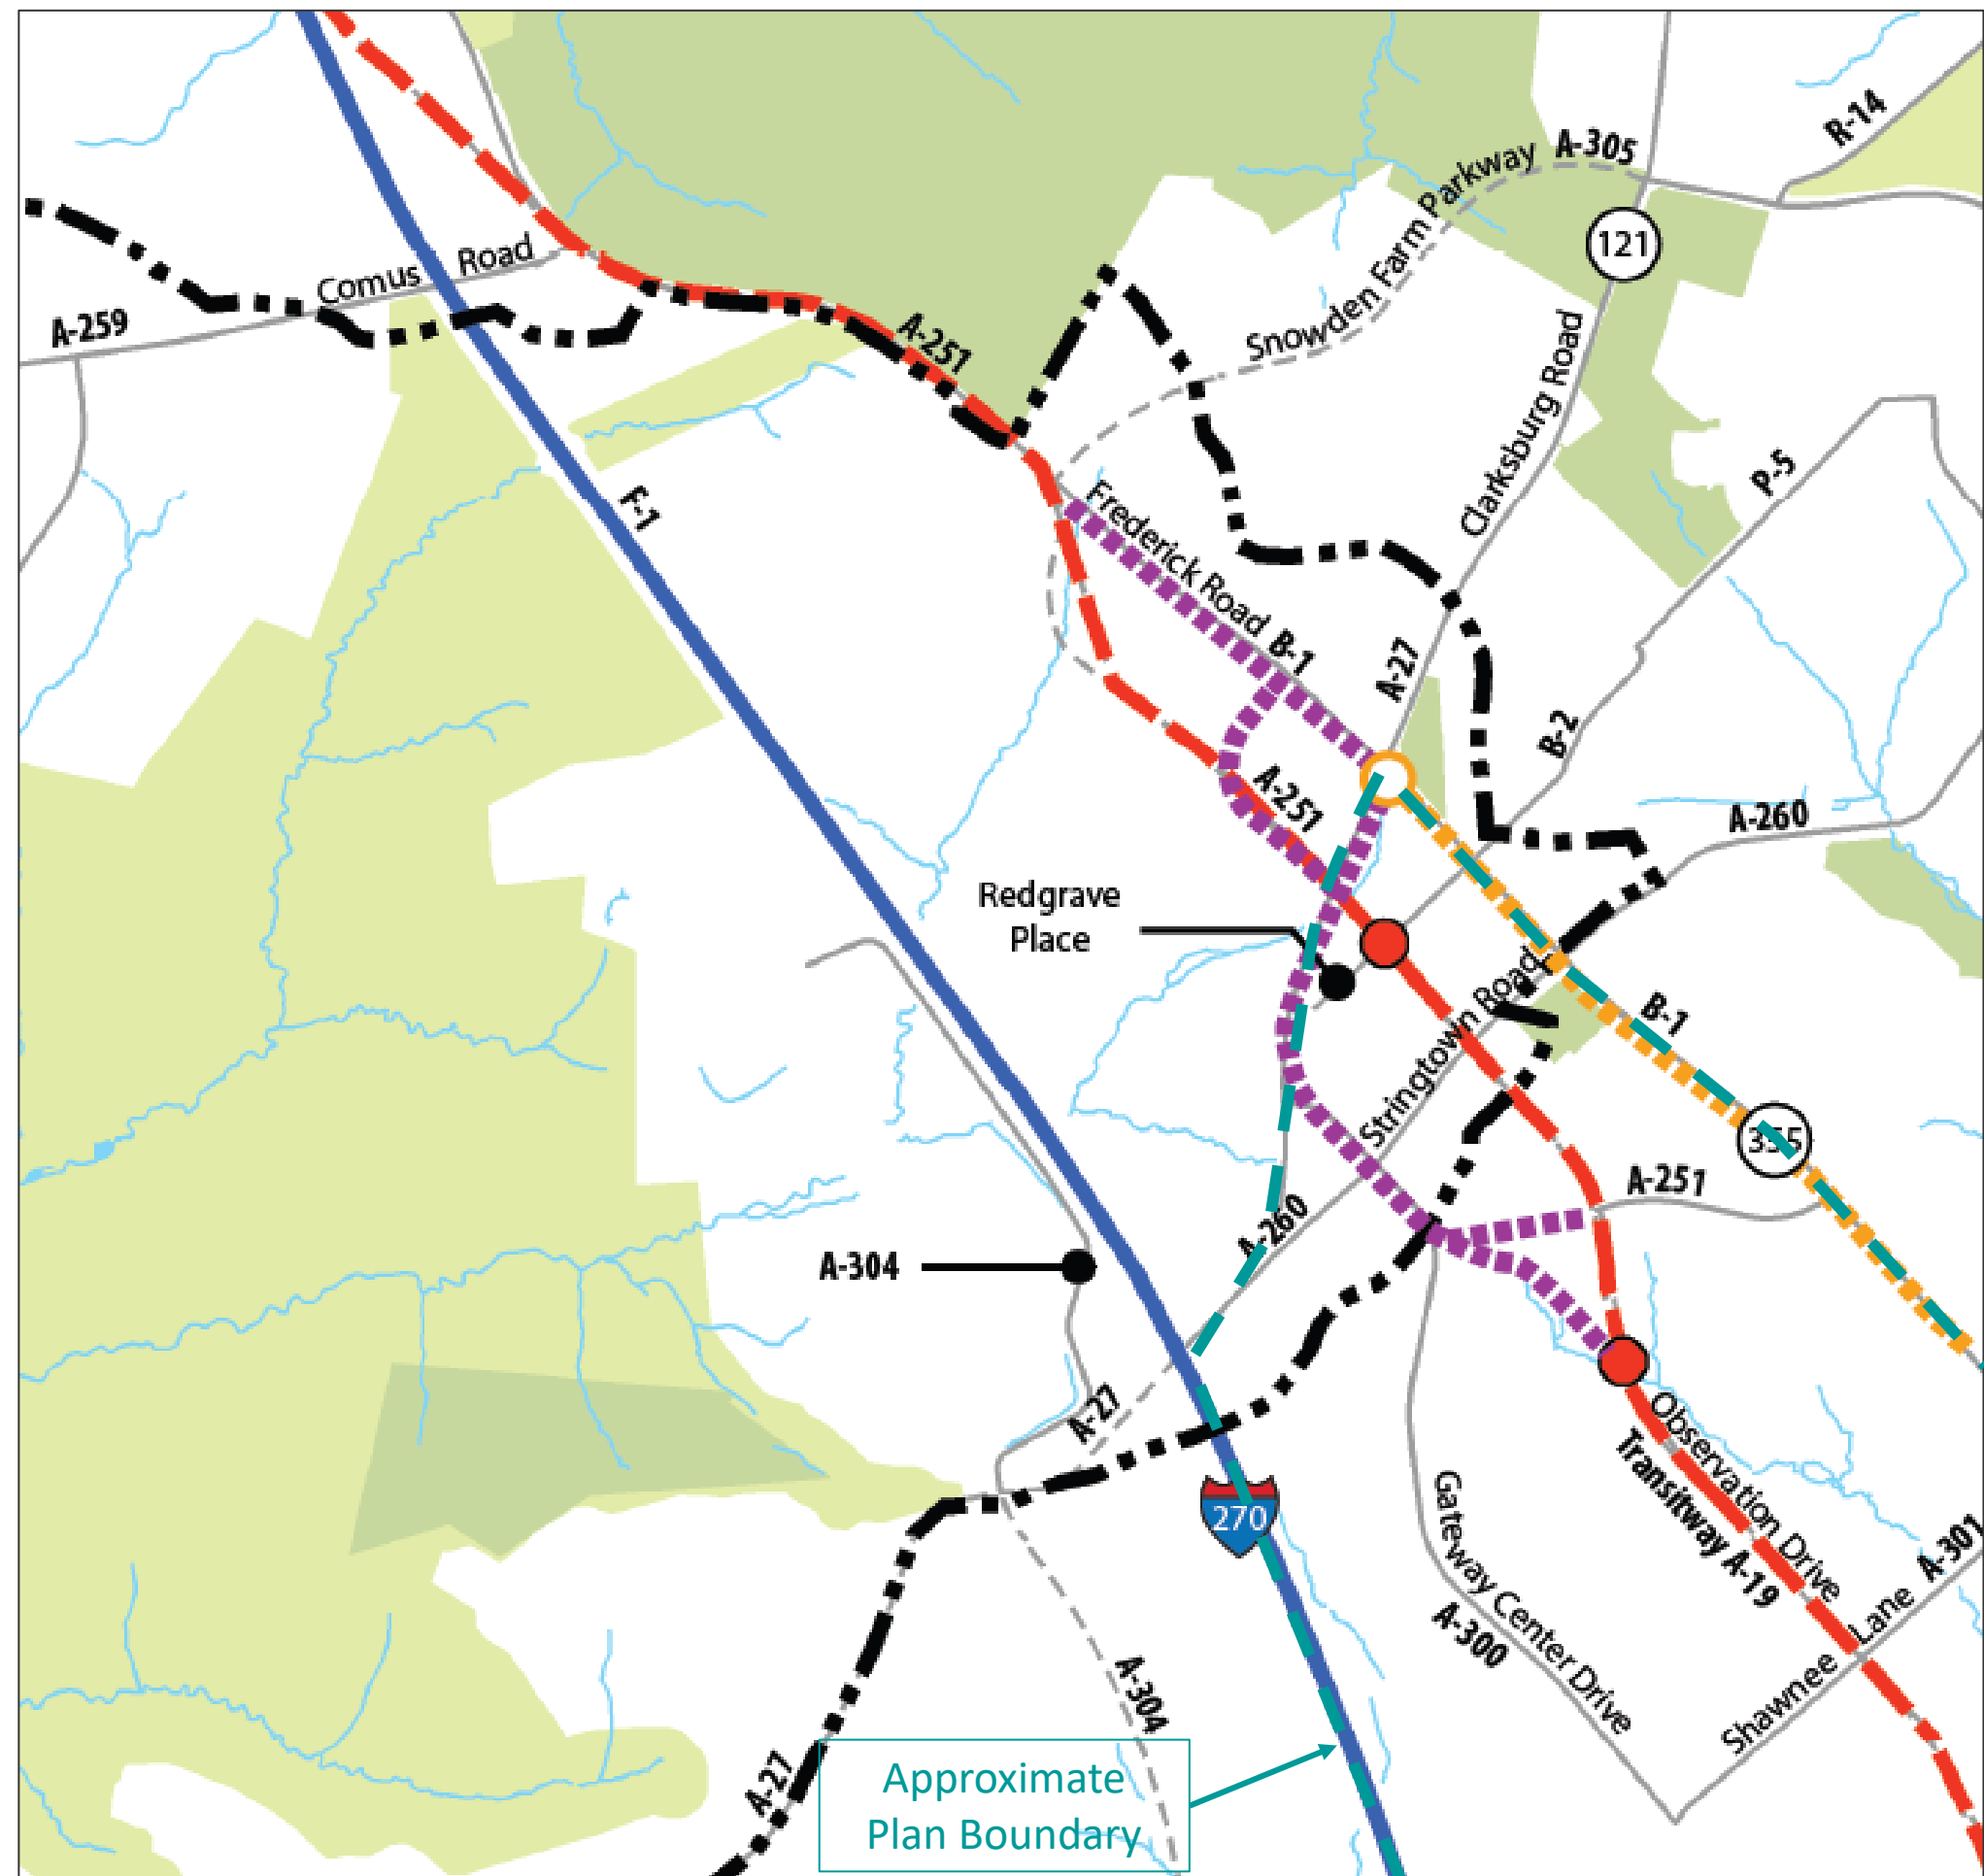 R-14
A-305
Snowden Farm Parkway
121
Comus Road
A-259
A-251
Clarksburg Road
P-5
F-1
Frederick Road
B-1
A-27
B-2
A-251
A-260
Redgrave
Place
Stringtown Road
B-1
355
A-251
A-260
A-304
A-27
270
Observation Drive
Transitway A-19
Gateway Center Drive
A-300
A-301
Shawnee Lane
A-304
A-27
Approximate
Plan Boundary